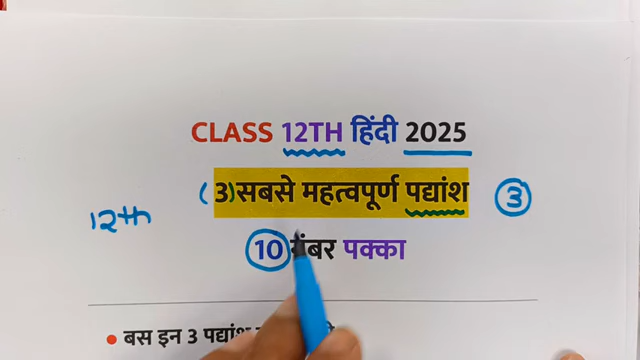 CLASS 12TH हिंदी 2025
(3) सबसे महत्वपूर्ण पद्यांश 3
12th
10 नंबर पक्का
बस इन 3 पद्यांश